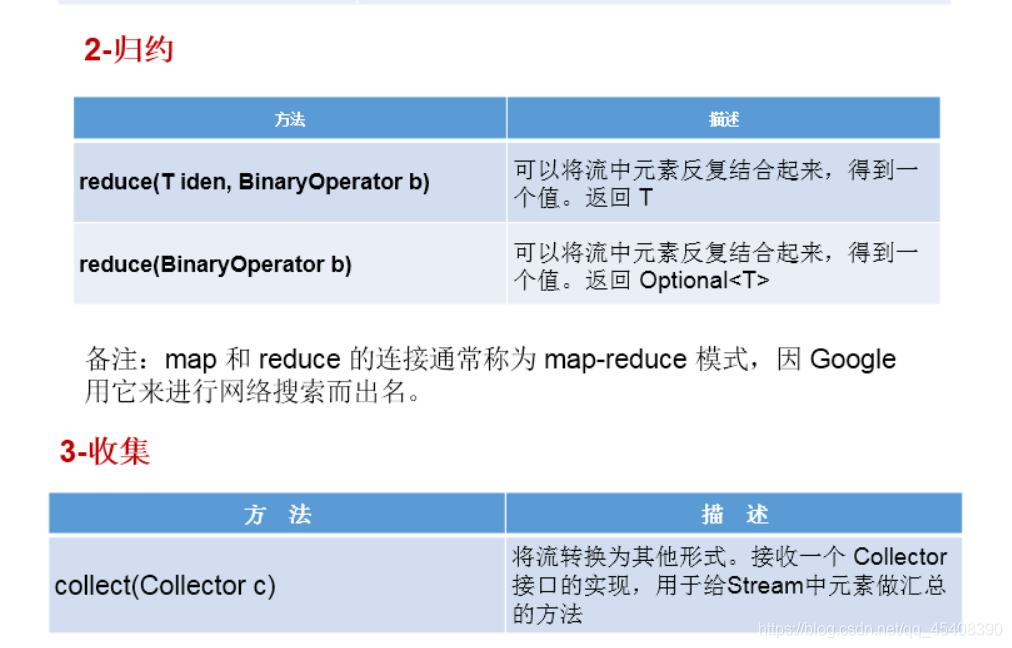 2-归约
方法 描述
reduce(T iden, BinaryOperator b)
可以将流中元素反复结合起来，得到一
个值。返回 T
reduce(BinaryOperator b)
可以将流中元素反复结合起来，得到一
个值。返回 Optional<T>
备注：map 和 reduce 的连接通常称为 map-reduce 模式，因 Google
用它来进行网络搜索而出名。
3-收集
方 法 描 述
collect(Collector c)
将流转换为其他形式。接收一个 Collector
接口的实现，用于给Stream中元素做汇总
的方法
https://blog.csdn.net/qq_45408390